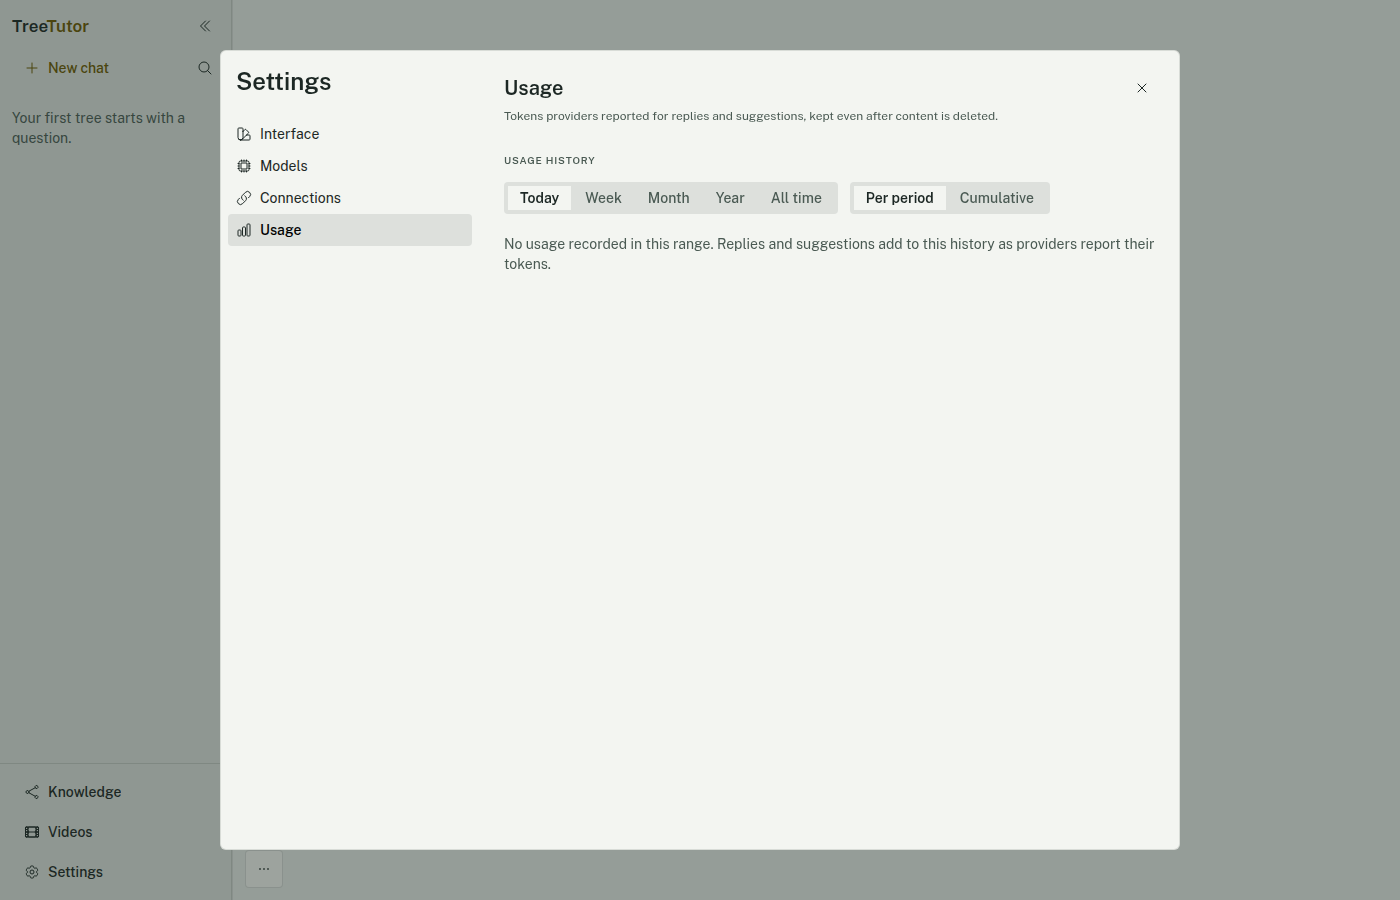 TreeTutor
New chat
Your first tree starts with a
question.
Knowledge
Videos
Settings
Settings
Interface
Models
Connections
Usage
Usage
Tokens providers reported for replies and suggestions, kept even after content is deleted.
USAGE HISTORY
Today Week Month Year All time Per period Cumulative
No usage recorded in this range. Replies and suggestions add to this history as providers report their
tokens.